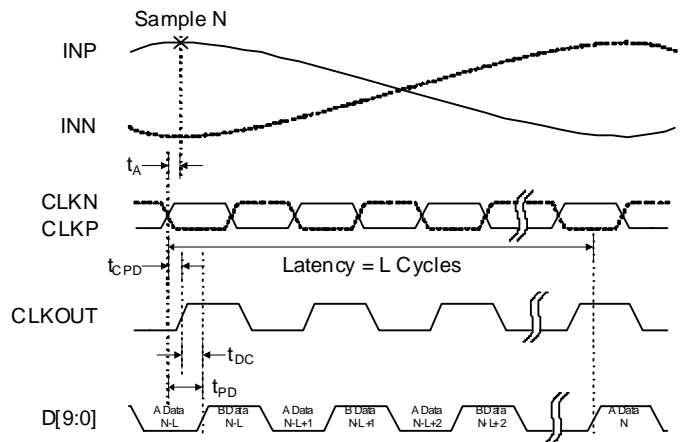 Sample N
INP
INN
tA
CLKN
CLKP
tCPD
Latency = L Cycles
CLKOUT
tDC
tPD
D[9:0]
A Data
N-L
B Data
N-L
A Data
N-L+1
B Data
N-L+1
A Data
N-L+2
B Data
N-L+2
A Data
N